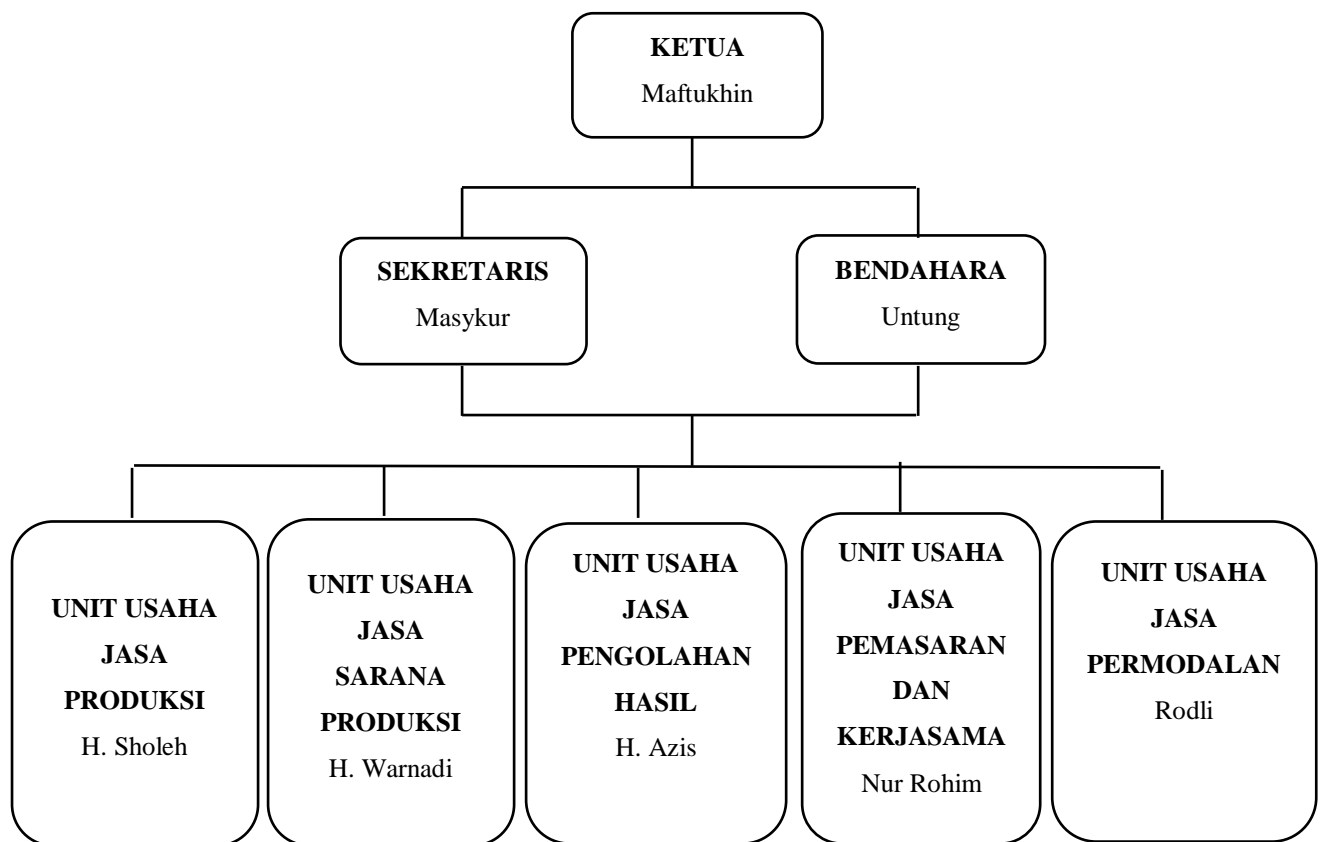 KETUA
Maftukhin
SEKRETARIS
Masykur
BENDAHARA
Untung
UNIT USAHA
JASA
PRODUKSI
H. Sholeh
UNIT USAHA
JASA
SARANA
PRODUKSI
H. Warnadi
UNIT USAHA
JASA
PENGOLAHAN
HASIL
H. Azis
UNIT USAHA
JASA
PEMASARAN
DAN
KERJASAMA
Nur Rohim
UNIT USAHA
JASA
PERMODALAN
Rodli